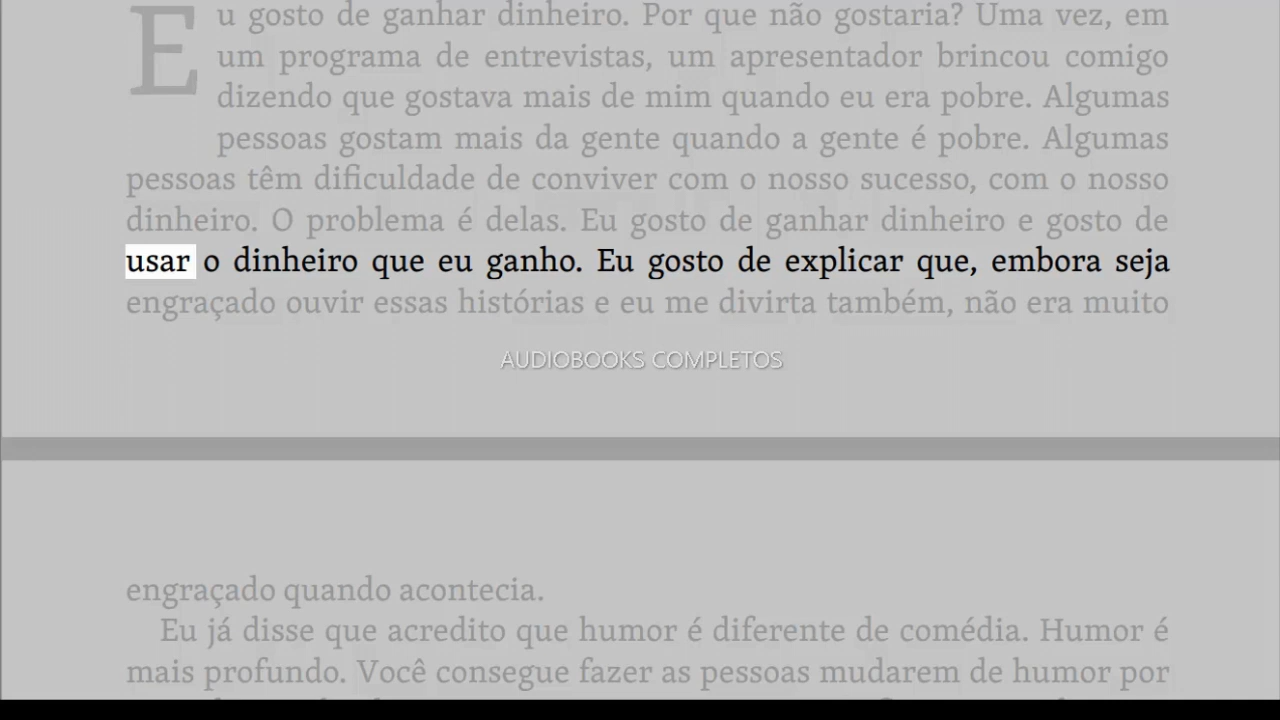 Eu gosto de ganhar dinheiro. Por que não gostaria? Uma vez, em
um programa de entrevistas, um apresentador brincou comigo
dizendo que gostava mais de mim quando eu era pobre. Algumas
pessoas gostam mais da gente quando a gente é pobre. Algumas
pessoas têm dificuldade de conviver com o nosso sucesso, com o nosso
dinheiro. O problema é delas. Eu gosto de ganhar dinheiro e gosto de
usar o dinheiro que eu ganho. Eu gosto de explicar que, embora seja
engraçado ouvir essas histórias e eu me divirta também, não era muito
AUDIOBOOKS COMPLETOS
engraçado quando acontecia.
Eu já disse que acredito que humor é diferente de comédia. Humor é
mais profundo. Você consegue fazer as pessoas mudarem de humor por